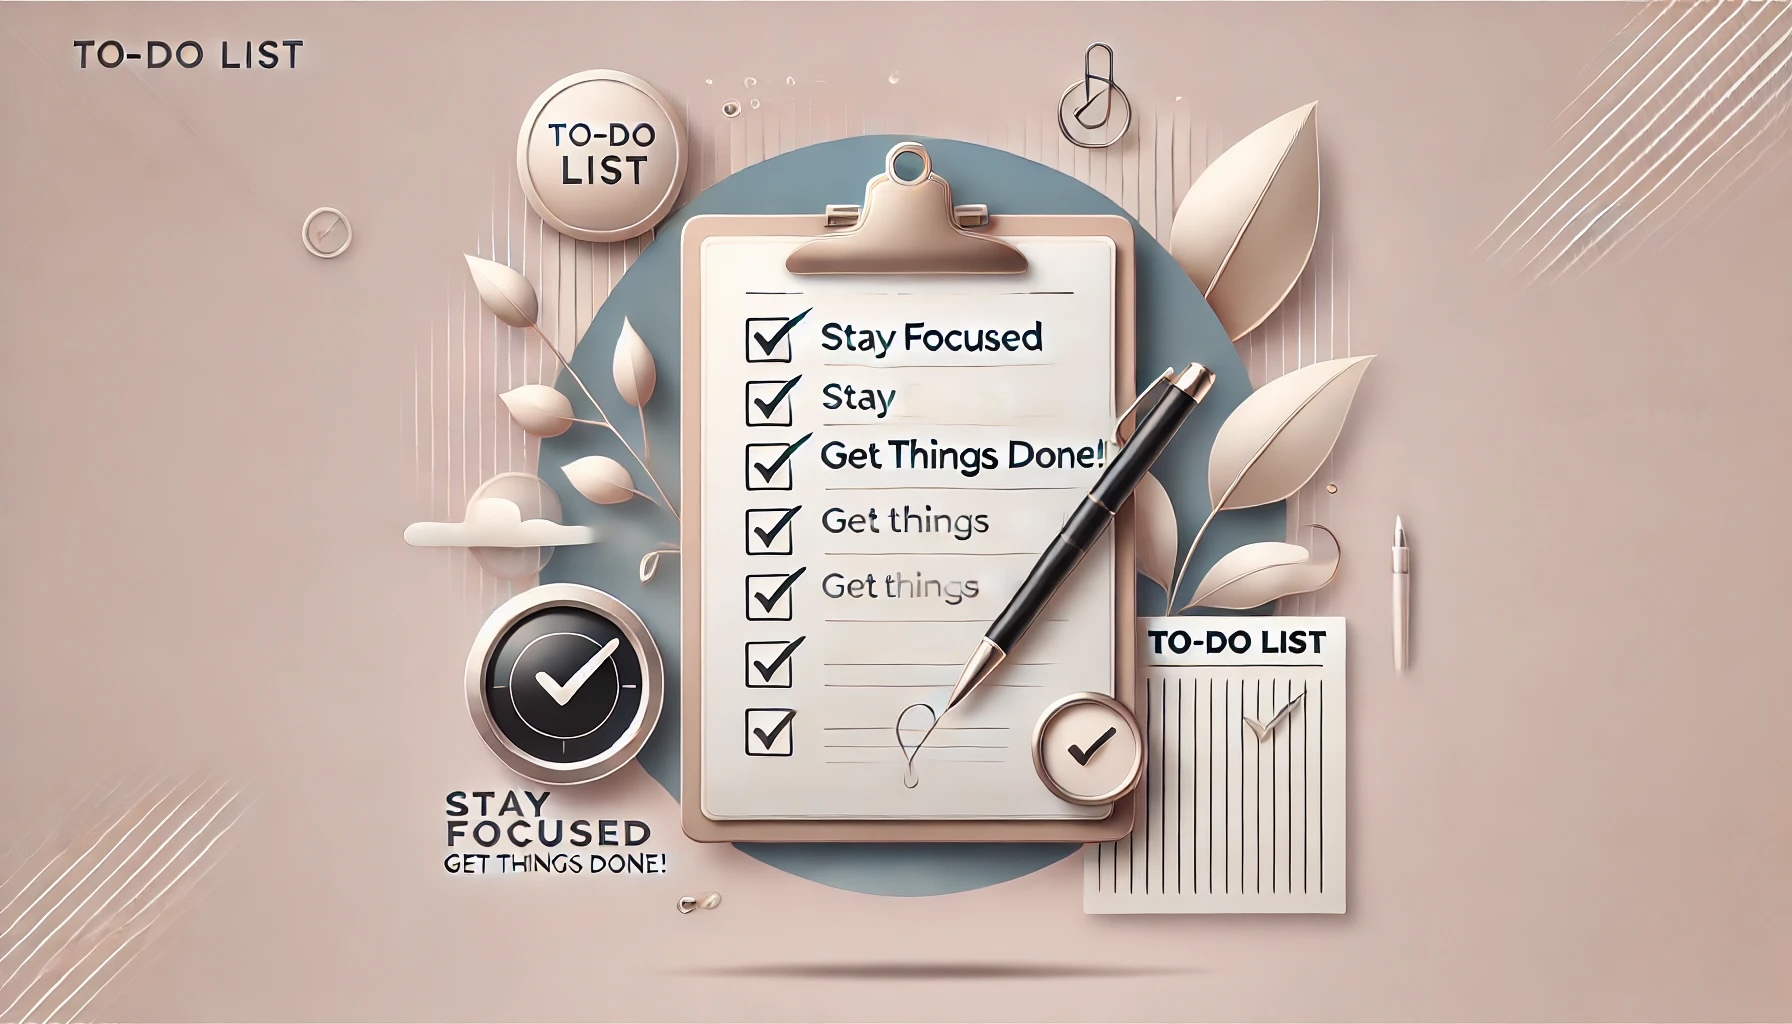 TO-DO LIST
TO-DO
LIST
Stay Focused
Stay
Get Things Done!
Get things
Get things
TO-DO LIST
STAY
FOCUSED
GET THINGS DONE!